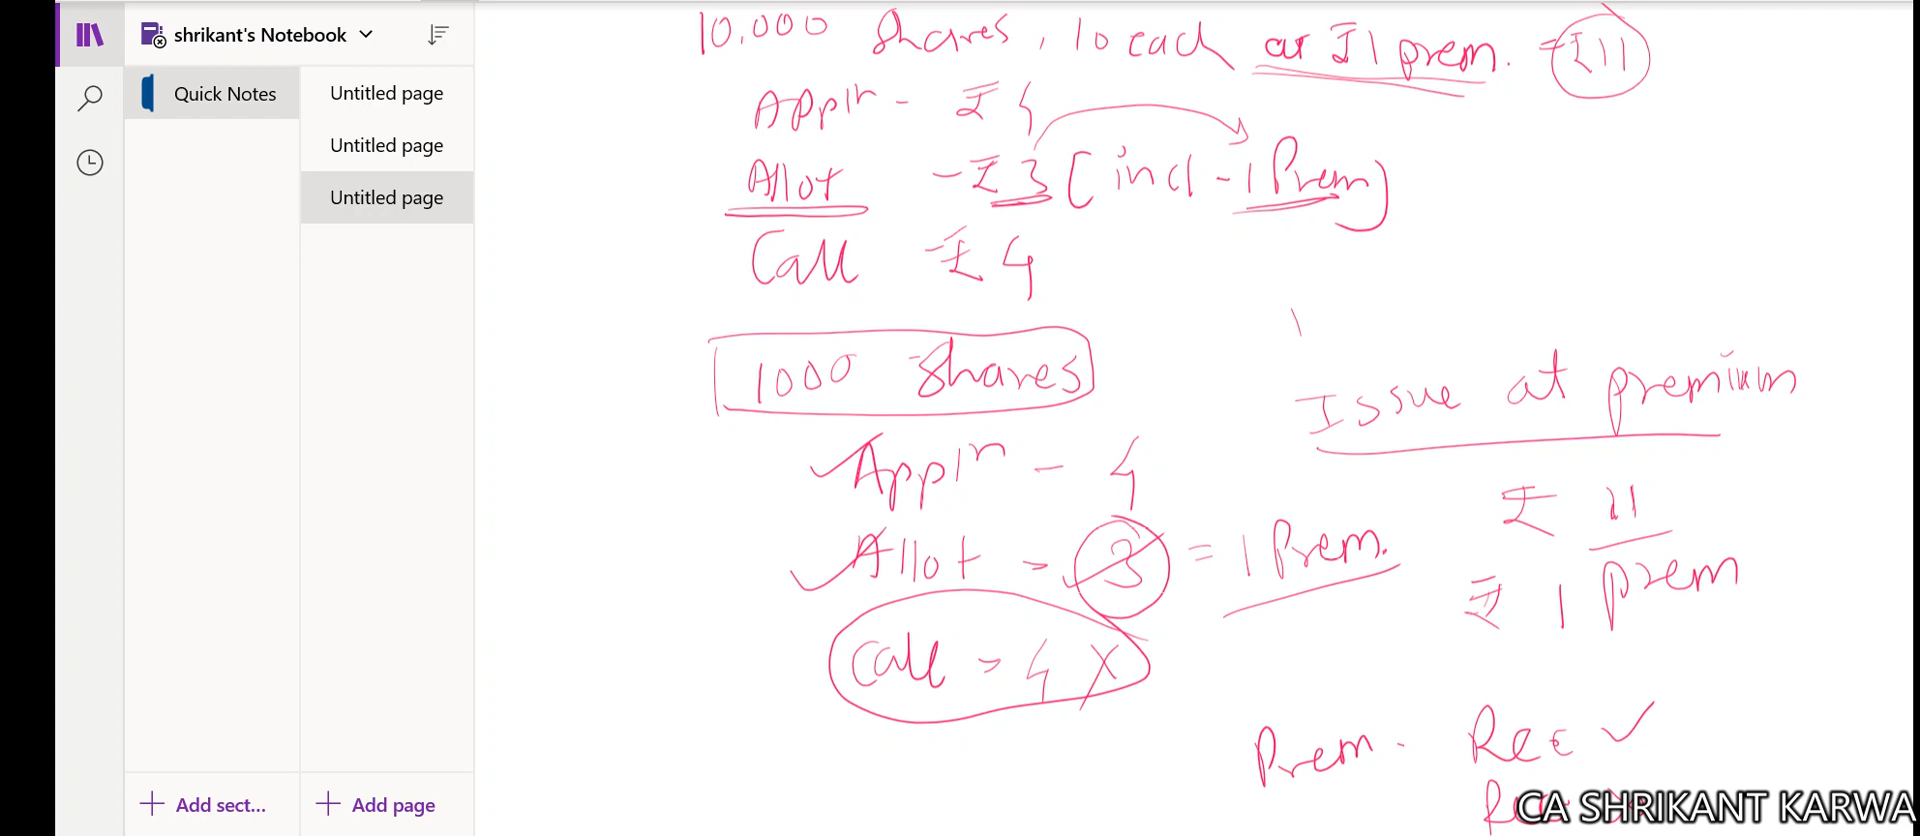 shrikant's Notebook
Quick Notes
Untitled page
Untitled page
Untitled page
Add sect...
Add page
10,000 Shares, 10 each at ₹1 prem. = ₹11
Appln - ₹ 4
Allot - ₹ 3 [incl - 1 Prem]
Call - ₹ 4
1000 Shares
Appln - 4
Allot - 3 = 1 Prem.
Call - 4 X
Issue at premium
₹ 11
₹ 1 prem
Prem - Rec ✓
CA SHRIKANT KARWA